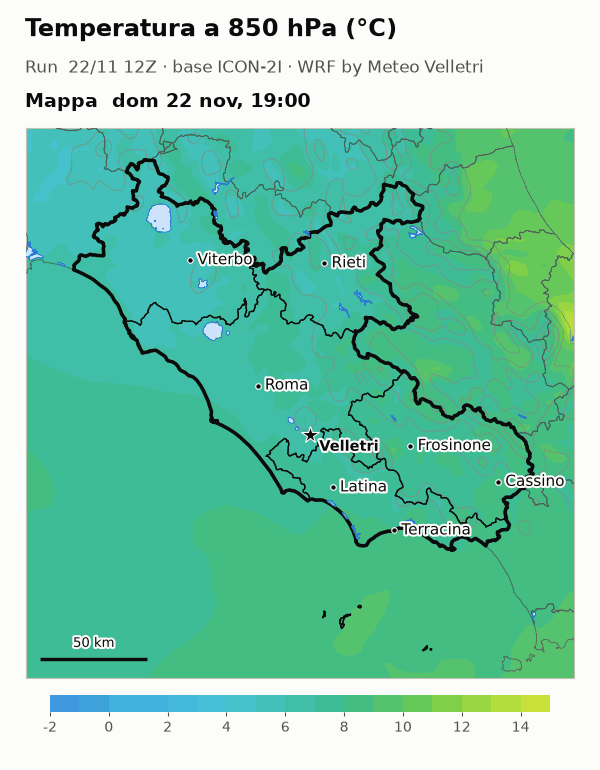 Temperatura a 850 hPa (°C)
Run  22/11 12Z · base ICON-2I · WRF by Meteo Velletri
Mappa  dom 22 nov, 19:00
Viterbo
Rieti
Roma
Velletri
Frosinone
Latina
Cassino
Terracina
50 km
-2 0 2 4 6 8 10 12 14